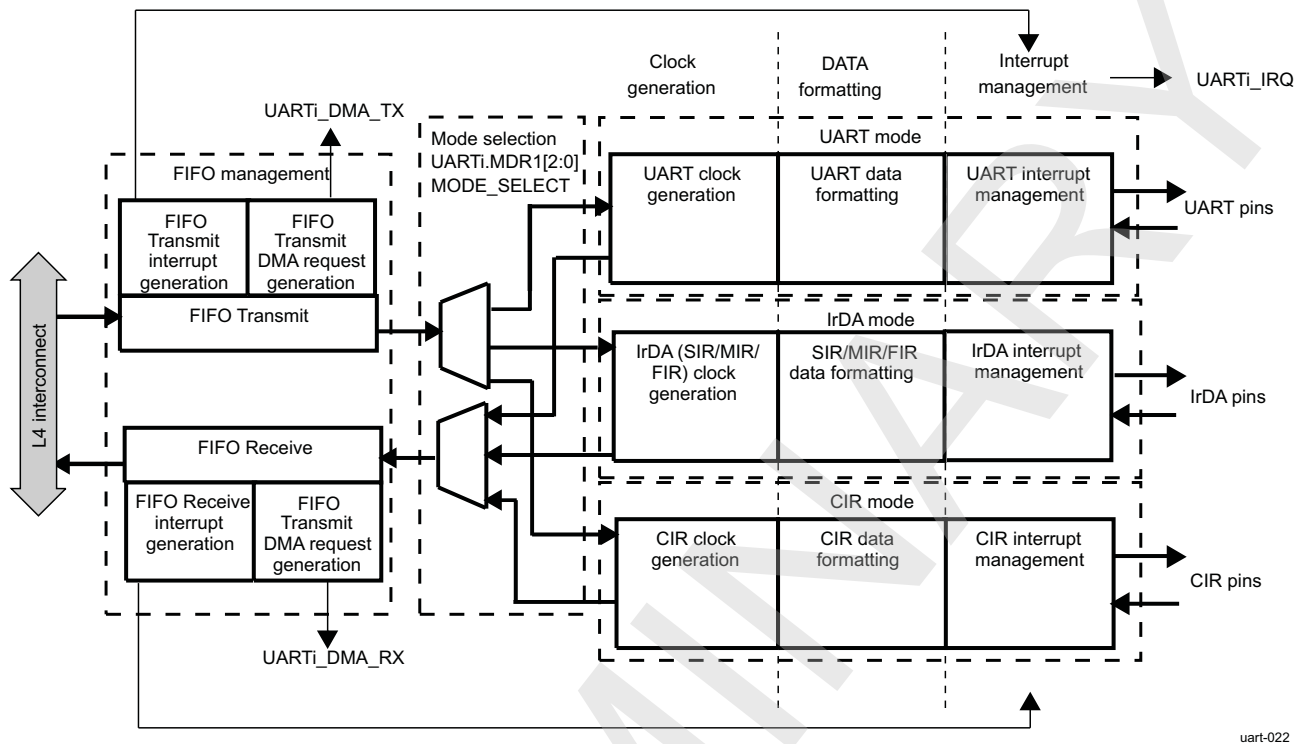 Clock
generation
DATA
formatting
Interrupt
management
UARTi_IRQ
UARTi_DMA_TX
Mode selection
UARTi.MDR1[2:0]
MODE_SELECT
FIFO management
FIFO
Transmit
interrupt
generation
FIFO
Transmit
DMA request
generation
FIFO Transmit
L4 interconnect
FIFO Receive
FIFO Receive
interrupt
generation
FIFO
Transmit
DMA request
generation
UARTi_DMA_RX
UART mode
UART clock
generation
UART data
formatting
UART interrupt
management
UART pins
IrDA mode
IrDA (SIR/MIR/
FIR) clock
generation
SIR/MIR/FIR
data formatting
IrDA interrupt
management
IrDA pins
CIR mode
CIR clock
generation
CIR data
formatting
CIR interrupt
management
CIR pins
uart-022
MINARY